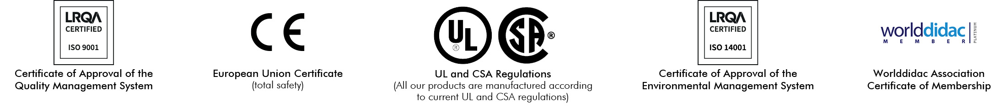 LRQA
CERTIFIED
ISO 9001
Certificate of Approval of the
Quality Management System
CE
European Union Certificate
(total safety)
UL
®
CSA ®
UL and CSA Regulations
(All our products are manufactured according
to current UL and CSA regulations)
LRQA
CERTIFIED
ISO 14001
Certificate of Approval of the
Environmental Management System
worlddidac
MEMBER
PLATINUM
Worlddidac Association
Certificate of Membership